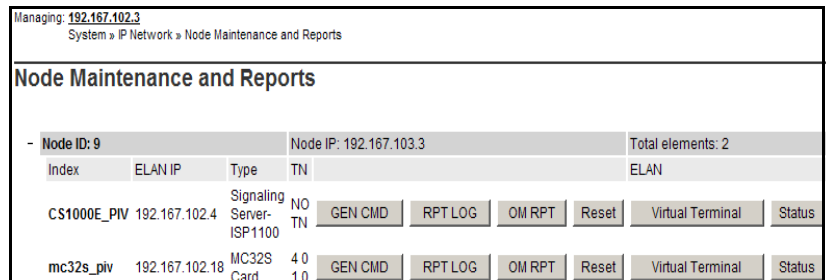 Managing: 192.167.102.3
System » IP Network » Node Maintenance and Reports
Node Maintenance and Reports
- Node ID: 9 Node IP: 192.167.103.3 Total elements: 2
Index ELAN IP Type TN ELAN
CS1000E_PIV 192.167.102.4 Signaling Server-ISP1100 NO TN GEN CMD RPT LOG OM RPT Reset Virtual Terminal Status
mc32s_piv 192.167.102.18 MC32S Card 4 0 1 0 GEN CMD RPT LOG OM RPT Reset Virtual Terminal Status